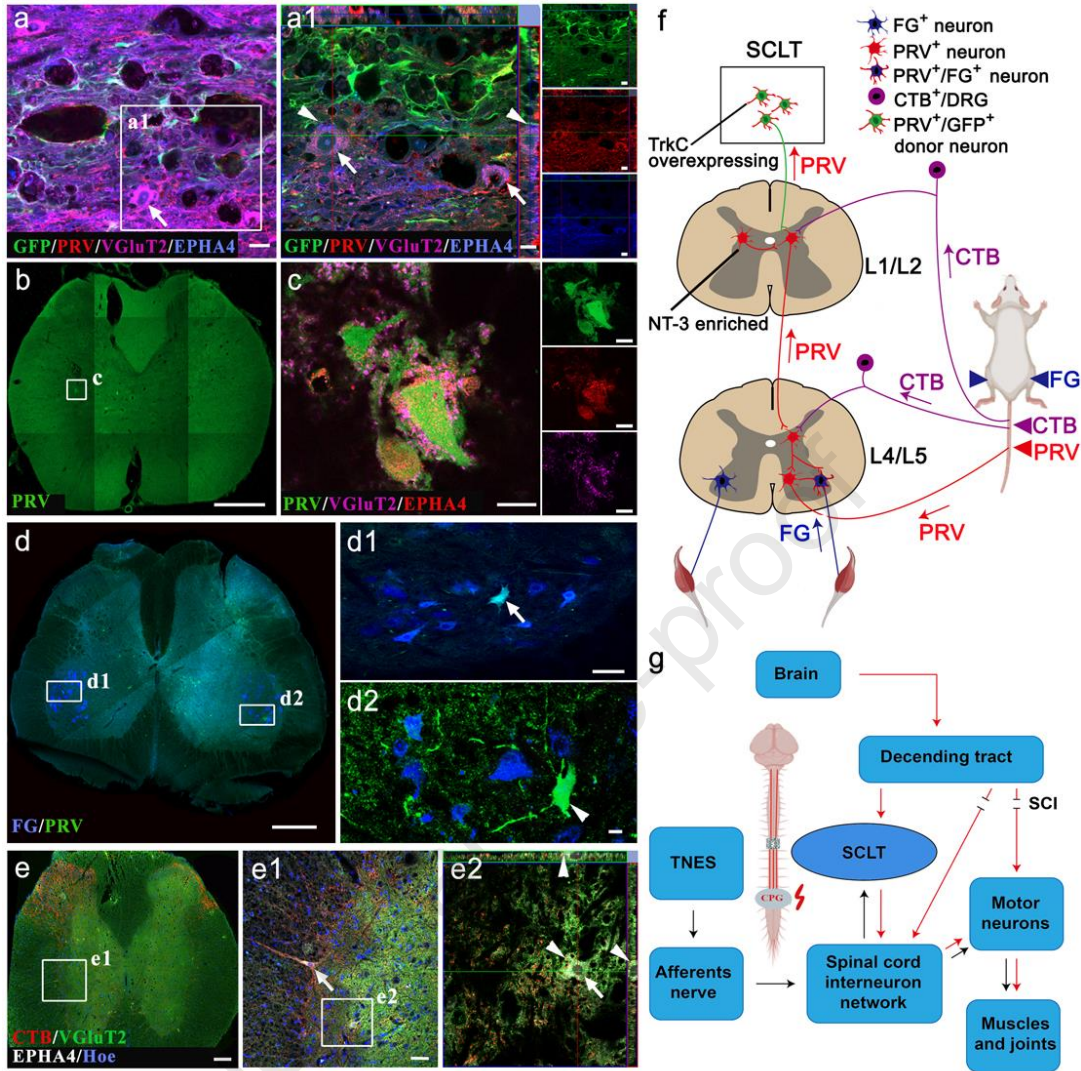 a
a1
GFP/PRV/VGluT2/EPHA4
a1
GFP/PRV/VGluT2/EPHA4
b
c
PRV
c
PRV/VGluT2/EPHA4
d
d1
d2
FG/PRV
d1
d2
e
e1
CTB/VGluT2
EPHA4/Hoe
e1
e2
e2
f
SCLT
TrkC
overexpressing
PRV
FG+ neuron
PRV+ neuron
PRV+/FG+ neuron
CTB+/DRG
PRV+/GFP+
donor neuron
L1/L2
NT-3 enriched
CTB
PRV
CTB
FG
CTB
PRV
L4/L5
FG
PRV
g
Brain
Decending tract
SCI
TNES
SCLT
CPG
Motor
neurons
Afferents
nerve
Spinal cord
interneuron
network
Muscles
and joints